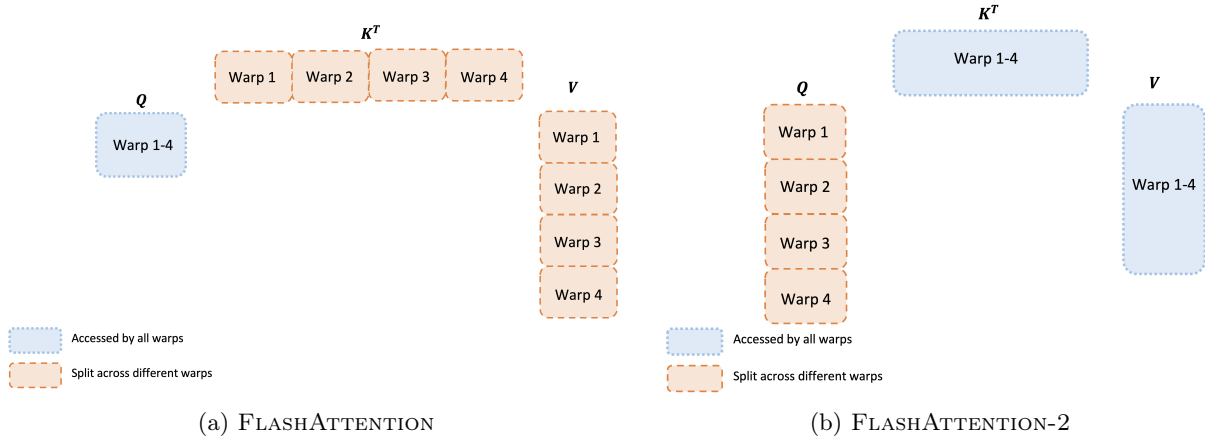 K^T
Warp 1 Warp 2 Warp 3 Warp 4
Q
Warp 1-4
V
Warp 1
Warp 2
Warp 3
Warp 4
Accessed by all warps
Split across different warps
(a) FLASHATTENTION
K^T
Warp 1-4
Q
Warp 1
Warp 2
Warp 3
Warp 4
V
Warp 1-4
Accessed by all warps
Split across different warps
(b) FLASHATTENTION-2